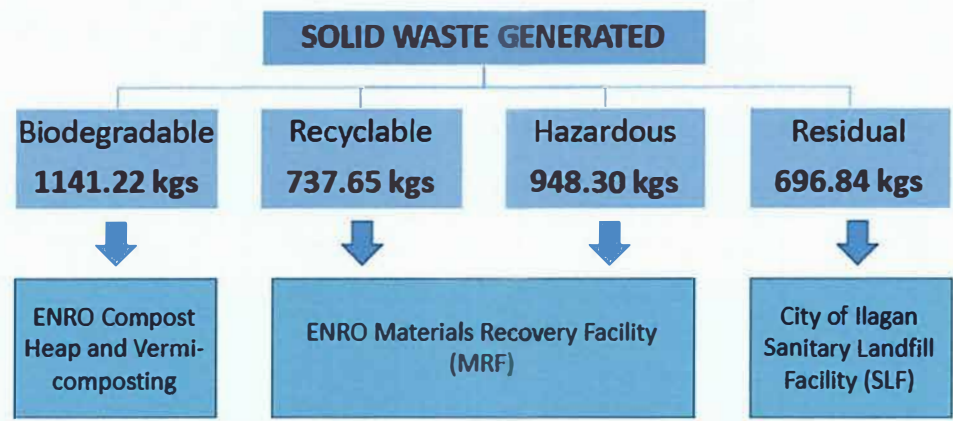 SOLID WASTE GENERATED
Biodegradable
1141.22 kgs
Recyclable
737.65 kgs
Hazardous
948.30 kgs
Residual
696.84 kgs
ENRO Compost
Heap and Vermi-
composting
ENRO Materials Recovery Facility
(MRF)
City of Ilagan
Sanitary Landfill
Facility (SLF)